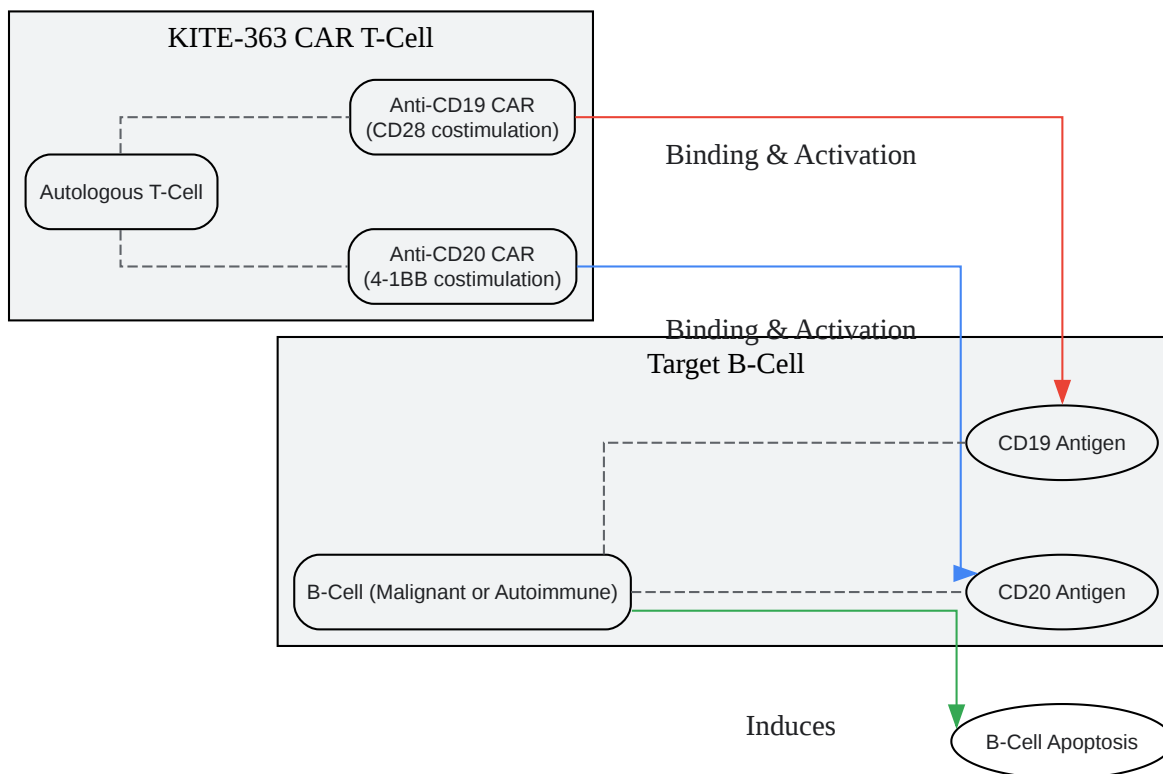 KITE-363 CAR T-Cell
Anti-CD19 CAR
(CD28 costimulation)
Binding & Activation
Autologous T-Cell
Anti-CD20 CAR
(4-1BB costimulation)
Binding & Activation
Target B-Cell
CD19 Antigen
B-Cell (Malignant or Autoimmune)
CD20 Antigen
Induces
B-Cell Apoptosis